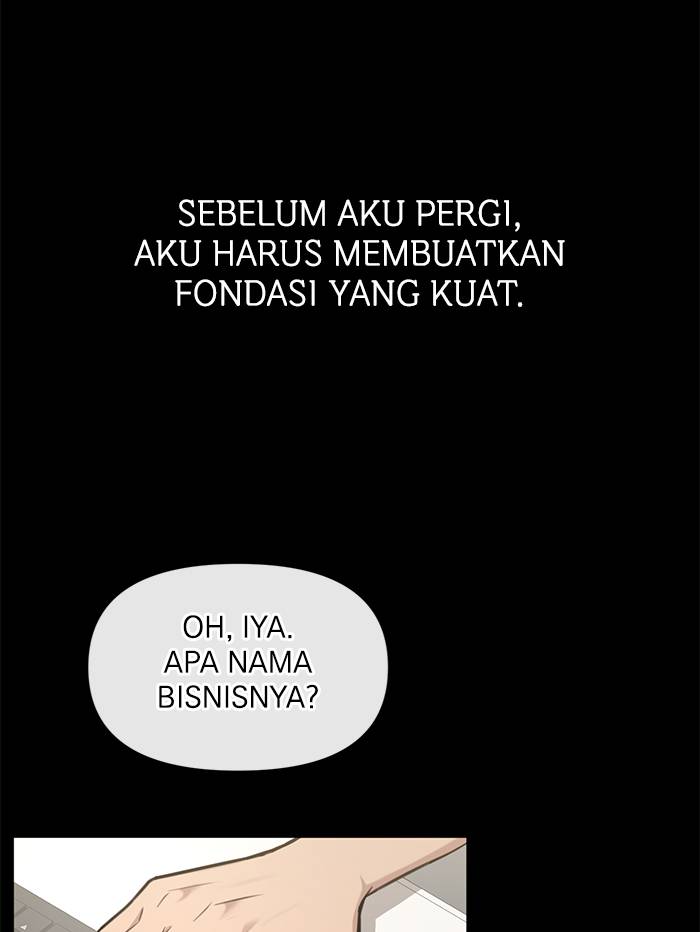 SEBELUM AKU PERGI,
AKU HARUS MEMBUATKAN
FONDASI YANG KUAT.
OH, IYA.
APA NAMA
BISNISNYA?